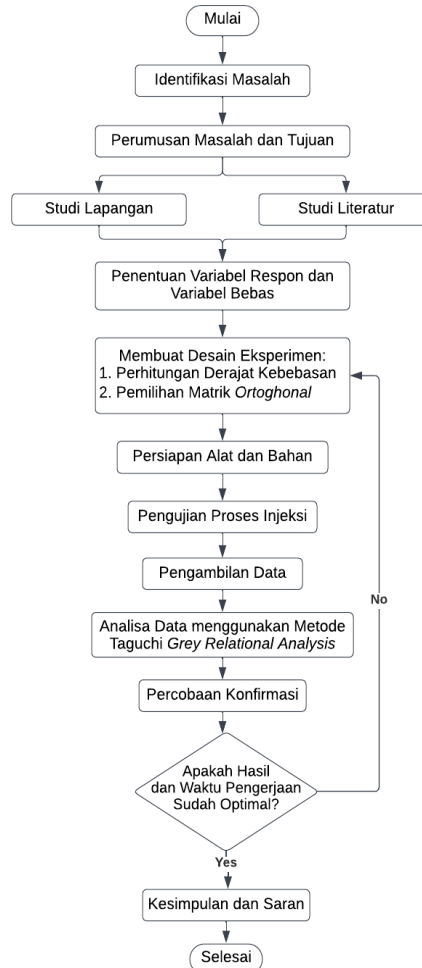 Mulai
Identifikasi Masalah
Perumusan Masalah dan Tujuan
Studi Lapangan
Studi Literatur
Penentuan Variabel Respon dan
Variabel Bebas
Membuat Desain Eksperimen:
1. Perhitungan Derajat Kebebasan
2. Pemilihan Matrik Ortoghonal
Persiapan Alat dan Bahan
Pengujian Proses Injeksi
Pengambilan Data
No
Analisa Data menggunakan Metode
Taguchi Grey Relational Analysis
Percobaan Konfirmasi
Apakah Hasil
dan Waktu Pengerjaan
Sudah Optimal?
Yes
Kesimpulan dan Saran
Selesai